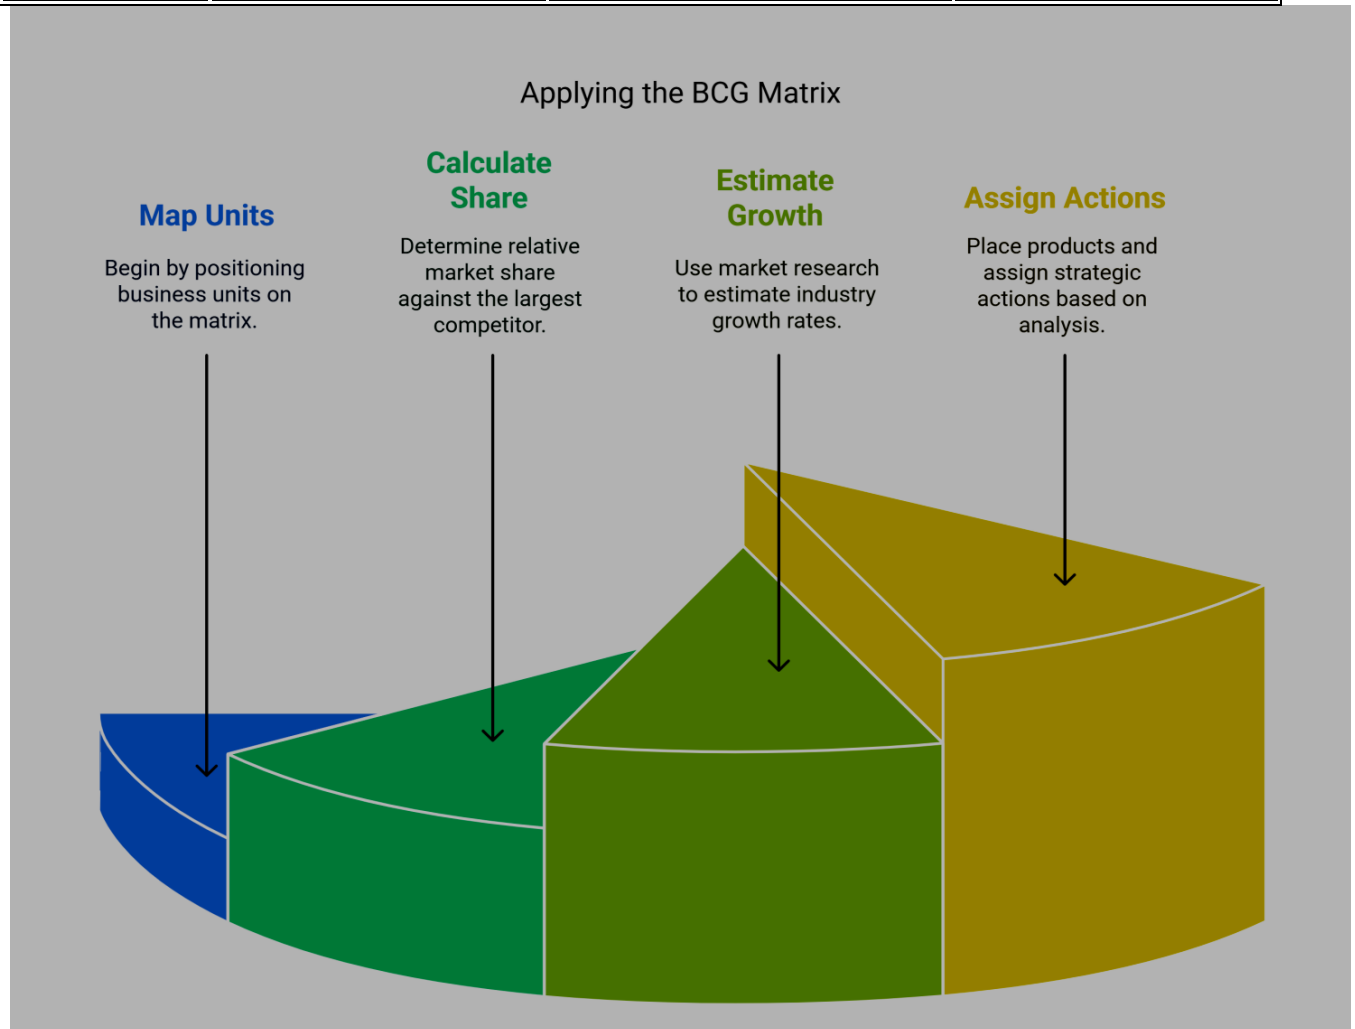 Applying the BCG Matrix
Map Units
Begin by positioning
business units on
the matrix.
Calculate
Share
Determine relative
market share
against the largest
competitor.
Estimate
Growth
Use market research
to estimate industry
growth rates.
Assign Actions
Place products and
assign strategic
actions based on
analysis.